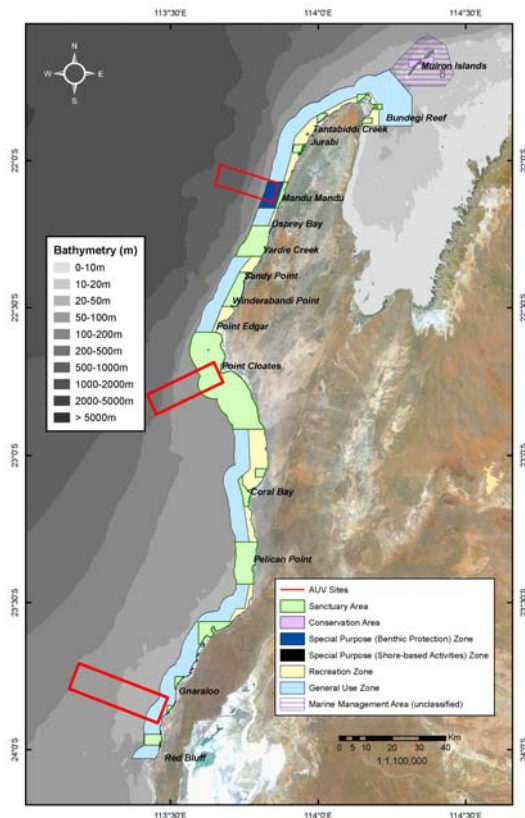 113°30'E 114°0'E 114°30'E
N
W E
S
Muiron Islands
Bundegi Reef
Tantabiddi Creek
Jurabi
22°0'S 22°0'S
Mandu Mandu
Osprey Bay
Yardie Creek
Sandy Point
Winderabandi Point
22°30'S 22°30'S
Point Edgar
Point Cloates
Bathymetry (m)
0-10m
10-20m
20-50m
50-100m
100-200m
200-500m
500-1000m
1000-2000m
2000-5000m
> 5000m
23°0'S 23°0'S
Coral Bay
Pelican Point
23°30'S 23°30'S
AUV Sites
Sanctuary Area
Conservation Area
Special Purpose (Benthic Protection) Zone
Special Purpose (Shore-based Activities) Zone
Recreation Zone
General Use Zone
Marine Management Area (unclassified)
Gnaraloo
Km
0 5 10 20 30 40
1:1,100,000
24°0'S 24°0'S
Red Bluff
113°30'E 114°0'E 114°30'E